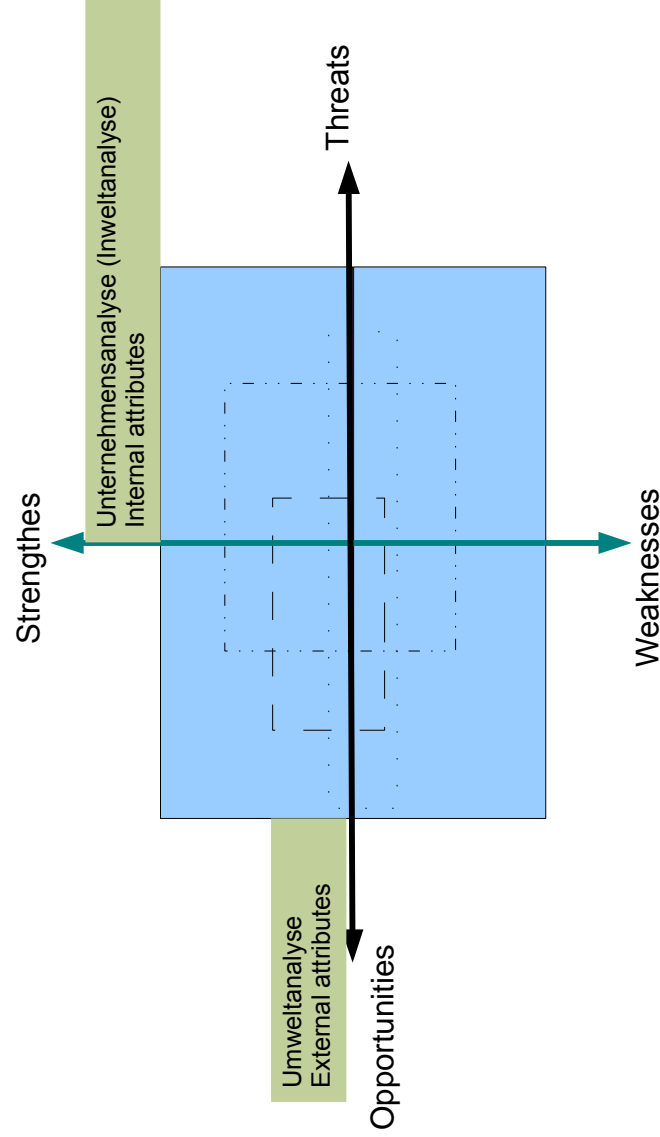 Strengthes
Unternehmensanalyse (Inweltanalyse)
Internal attributes
Umweltanalyse
External attributes
Threats
Opportunities
Weaknesses